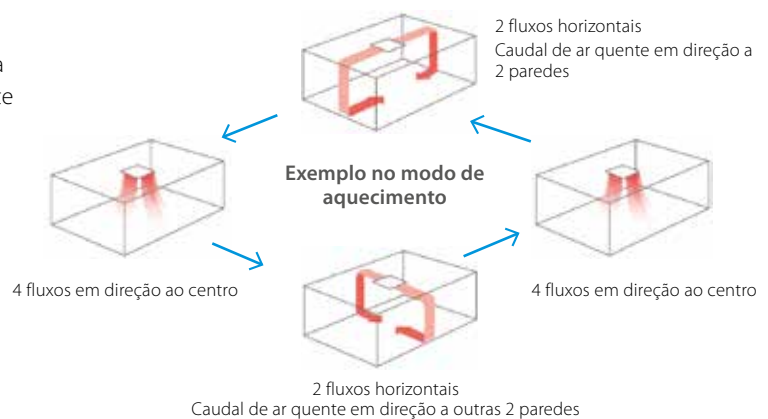 2 fluxos horizontais
Caudal de ar quente em direção a
2 paredes
a
te
Exemplo no modo de
aquecimento
4 fluxos em direção ao centro
4 fluxos em direção ao centro
2 fluxos horizontais
Caudal de ar quente em direção a outras 2 paredes